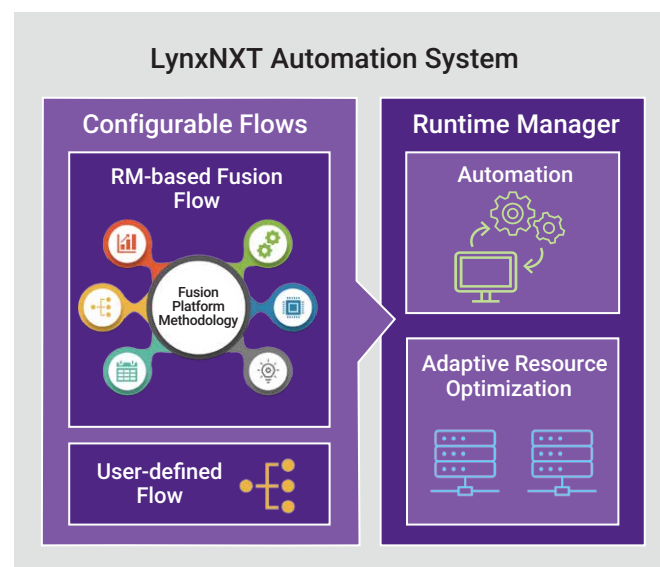 LynxNXT Automation System
Configurable Flows
RM-based Fusion
Flow
Fusion
Platform
Methodology
User-defined
Flow
Runtime Manager
Automation
Adaptive Resource
Optimization